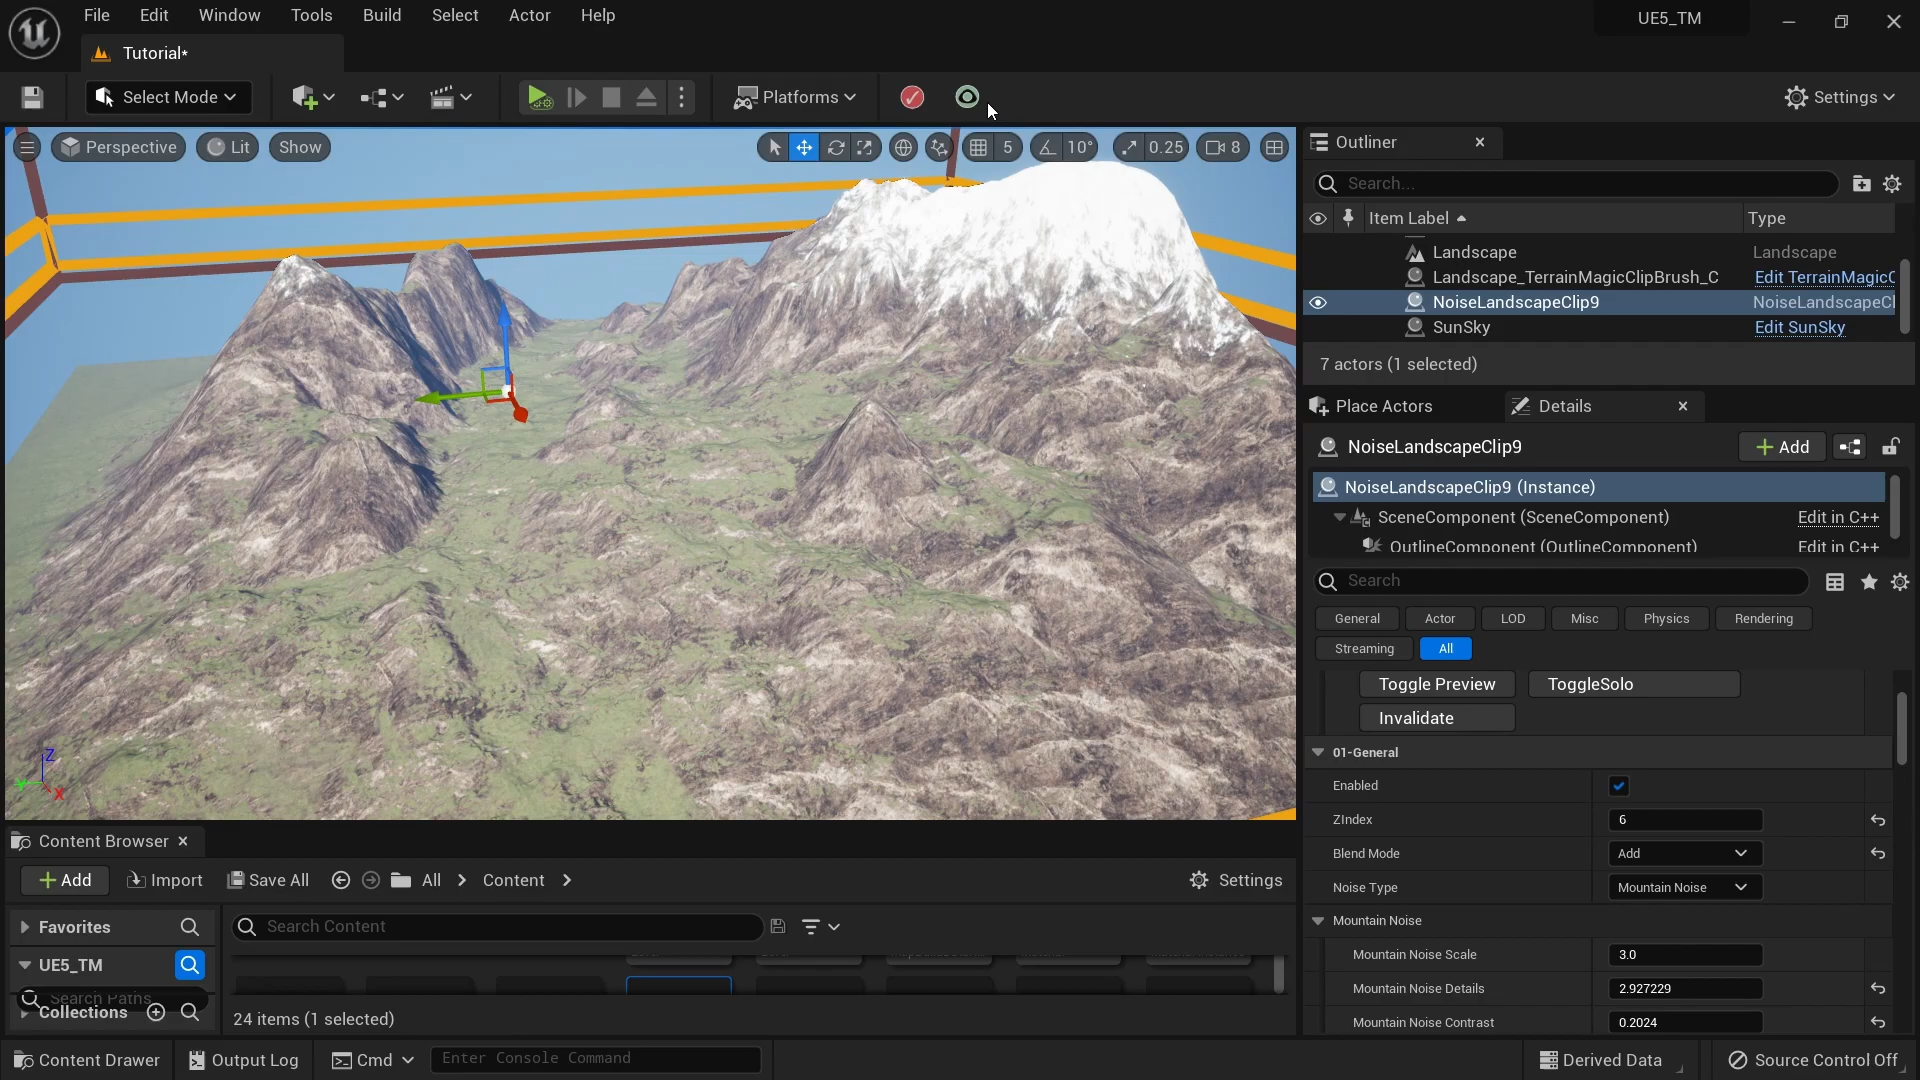 File Edit Window Tools Build Select Actor Help
UE5_TM
Tutorial*
Select Mode
Platforms
Settings
Perspective Lit Show
5 10° 0.25 8
Outliner
Search...
Item Label Type
Landscape Landscape
Landscape_TerrainMagicClipBrush_C Edit TerrainMagicC
NoiseLandscapeClip9 NoiseLandscapeCl
SunSky Edit SunSky
7 actors (1 selected)
Place Actors Details
NoiseLandscapeClip9 Add
NoiseLandscapeClip9 (Instance)
SceneComponent (SceneComponent) Edit in C++
OutlineComponent (OutlineComponent) Edit in C++
Search
General Actor LOD Misc Physics Rendering
Streaming All
Toggle Preview ToggleSolo
Invalidate
01-General
Enabled
ZIndex 6
Blend Mode Add
Noise Type Mountain Noise
Mountain Noise
Mountain Noise Scale 3.0
Mountain Noise Details 2.927229
Mountain Noise Contrast 0.2024
Z
Y
X
Content Browser
Add Import Save All All Content Settings
Favorites
Search Content
UE5_TM
Search Paths
Collections
24 items (1 selected)
Content Drawer Output Log Cmd Enter Console Command Derived Data Source Control Off